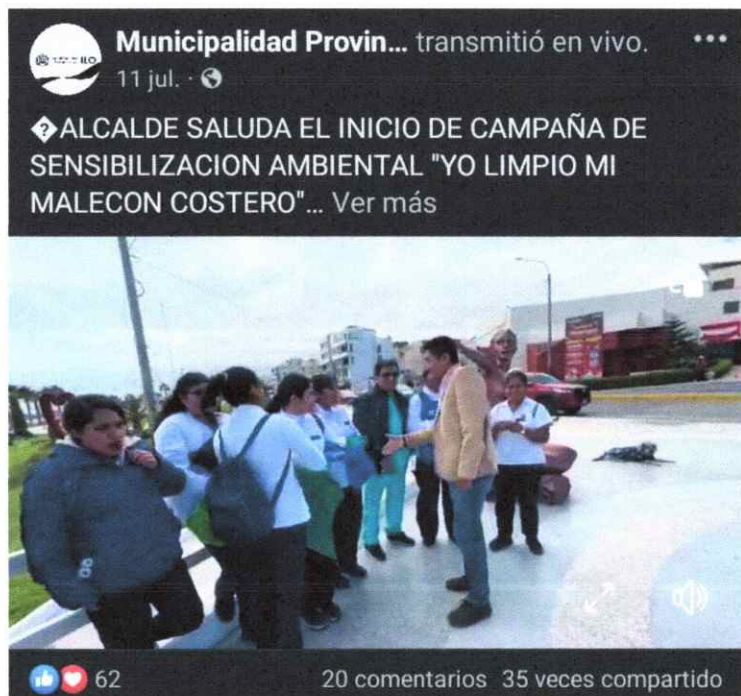 Municipalidad Provin... transmitió en vivo.
11 jul. ·
ALCALDE SALUDA EL INICIO DE CAMPAÑA DE
SENSIBILIZACION AMBIENTAL "YO LIMPIO MI
MALECON COSTERO"... Ver más
62
20 comentarios 35 veces compartido